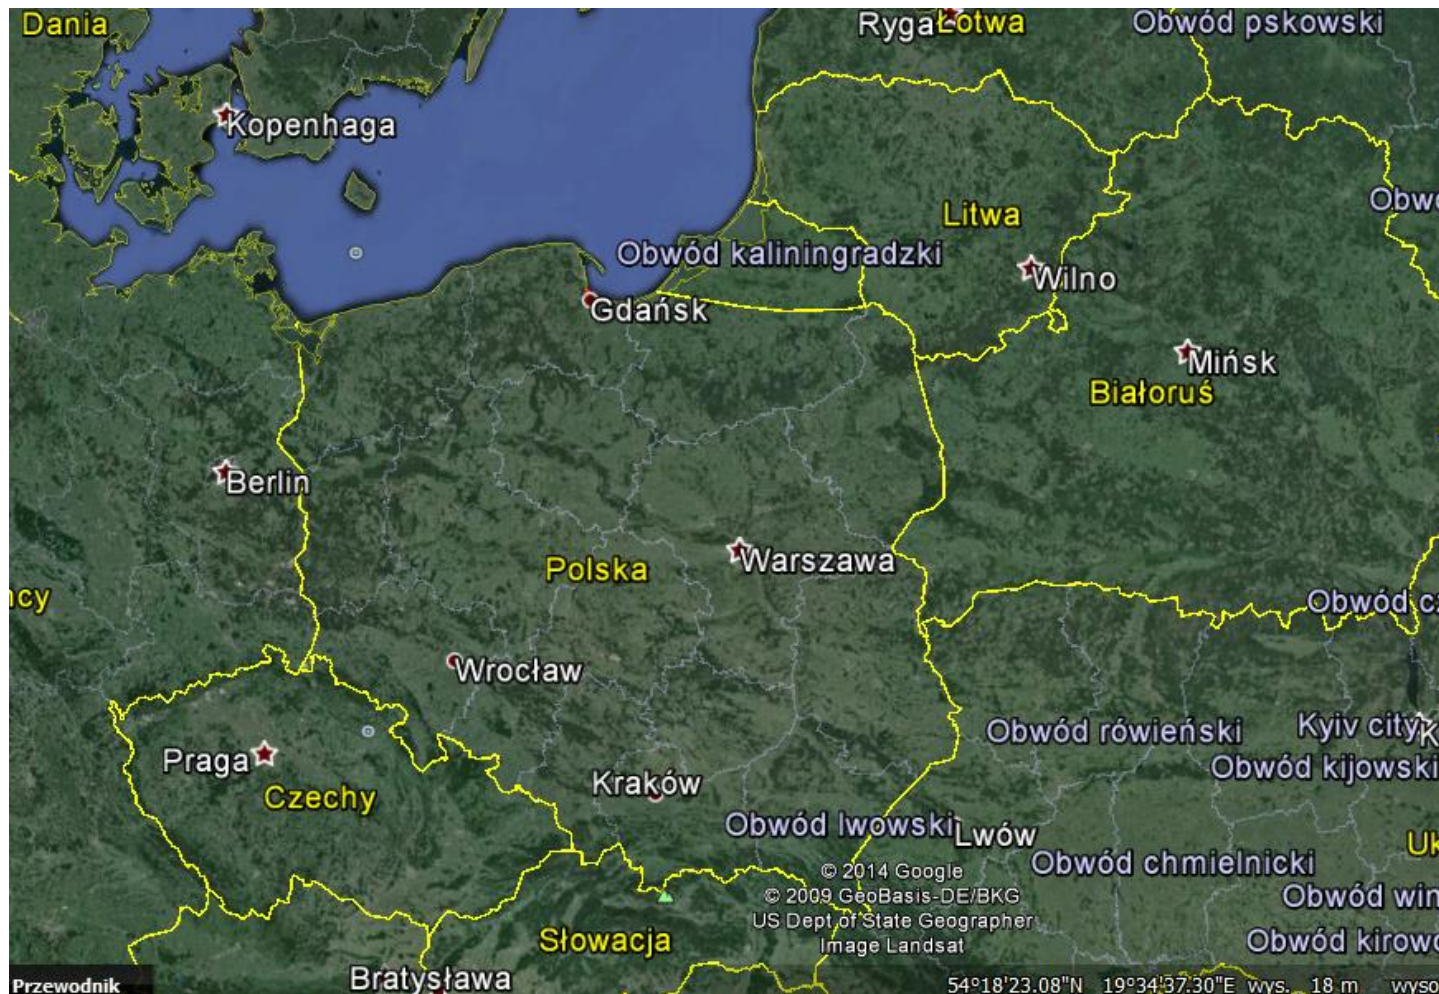 Dania
Ryga
Łotwa
Obwód pskowski
Kopenhaga
Litwa
Obwód kaliningradzki
Wilno
Gdańsk
Mińsk
Białoruś
Berlin
Polska
Warszawa
Wrocław
Obwód rówieński
Kyiv city
Praga
Obwód kijowski
Kraków
Czechy
Obwód lwowski
Lwów
Obwód chmielnicki
© 2014 Google
© 2009 GeoBasis-DE/BKG
US Dept of State Geographer
Image Landsat
Słowacja
Bratysława
Przewodnik
54°18'23.08"N 19°34'37.30"E wys. 18 m